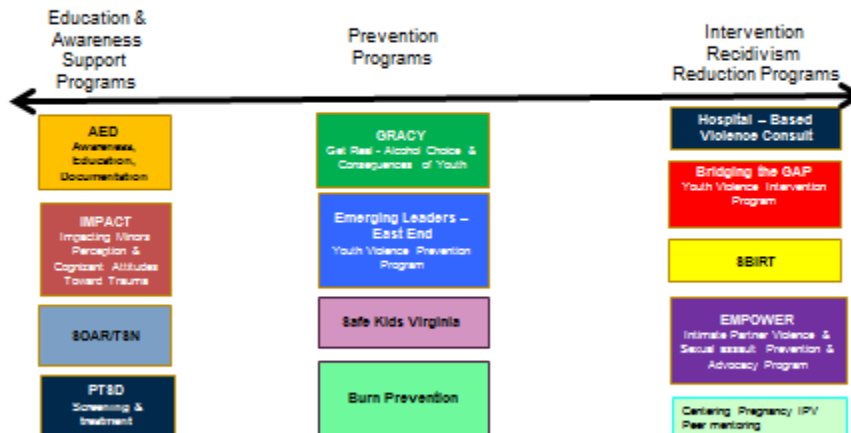 Education &
Awareness
Support
Programs
Prevention
Programs
Intervention
Recidivism
Reduction Programs
AED
Awareness,
Education,
Documentation
IMPACT
Impacting Minors
Perception &
Cognizant Attitudes
Toward Trauma
SOAR/TSN
PTSD
Screening &
treatment
GRACY
Get Real - Alcohol Choice &
Consequences of Youth
Emerging Leaders –
East End
Youth Violence Prevention
Program
Safe Kids Virginia
Burn Prevention
Hospital – Based
Violence Consult
Bridging the GAP
Youth Violence Intervention
Program
SBIRT
EMPOWER
Intimate Partner Violence &
Sexual assault Prevention &
Advocacy Program
Centering Pregnancy IPV
Peer mentoring